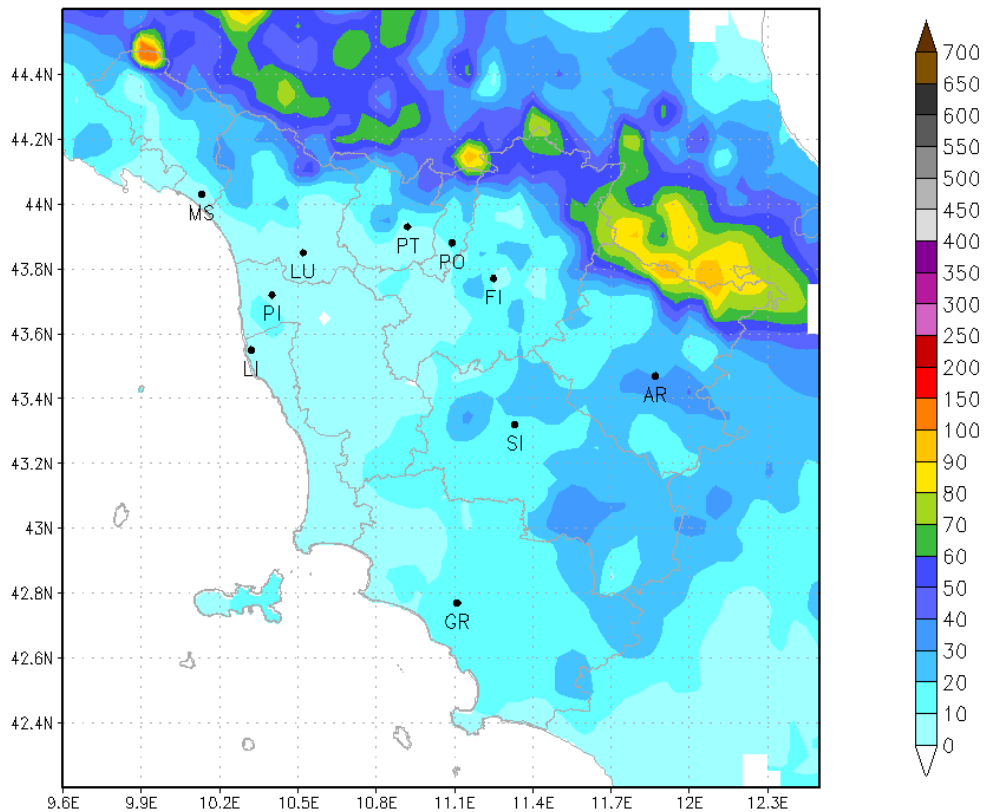 44.4N
44.2N
44N
43.8N
43.6N
43.4N
43.2N
43N
42.8N
42.6N
42.4N
MS
LU
PT
PO
FI
PI
LI
AR
SI
GR
9.6E 9.9E 10.2E 10.5E 10.8E 11.1E 11.4E 11.7E 12E 12.3E
700
650
600
550
500
450
400
350
300
250
200
150
100
90
80
70
60
50
40
30
20
10
0